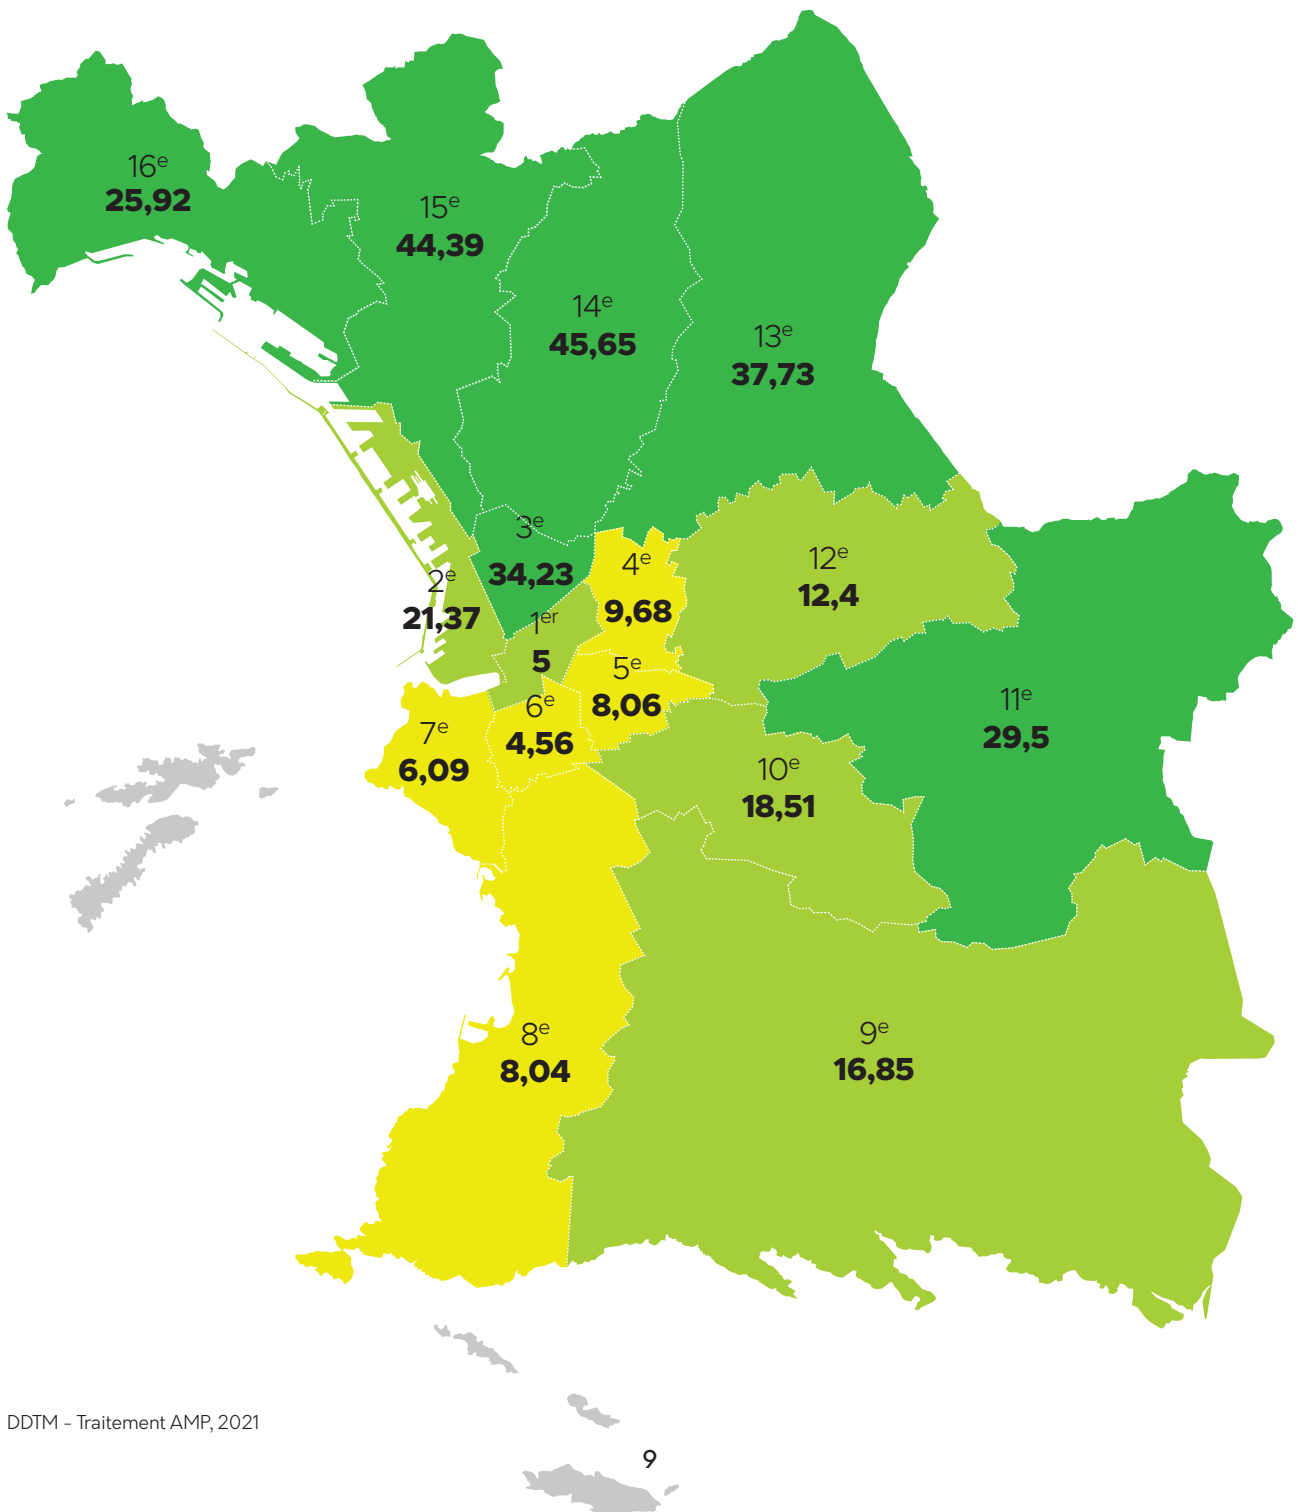 16e
25,92
15e
44,39
14e
45,65
13e
37,73
3e
34,23
4e
9,68
12e
12,4
2e
21,37
1er
5
5e
8,06
6e
4,56
7e
6,09
11e
29,5
10e
18,51
8e
8,04
9e
16,85
DDTM - Traitement AMP, 2021
9